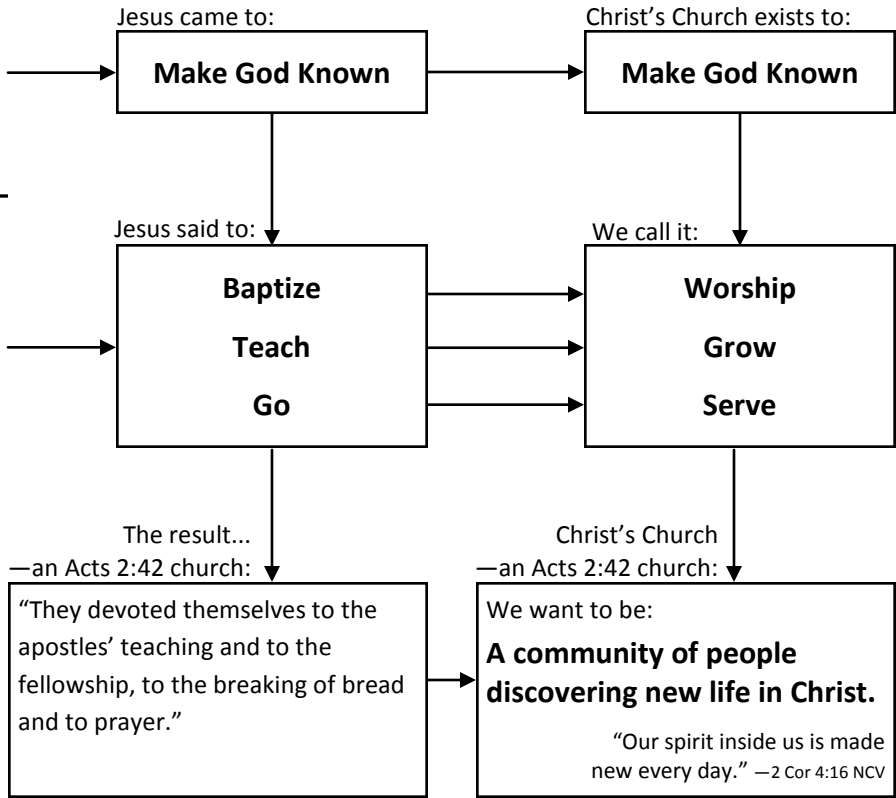 Jesus came to:
Make God Known
Christ’s Church exists to:
Make God Known
Jesus said to:
Baptize
Teach
Go
We call it:
Worship
Grow
Serve
The result...
—an Acts 2:42 church:
“They devoted themselves to the
apostles’ teaching and to the
fellowship, to the breaking of bread
and to prayer.”
Christ’s Church
—an Acts 2:42 church:
We want to be:
A community of people
discovering new life in Christ.
“Our spirit inside us is made
new every day.” —2 Cor 4:16 NCV